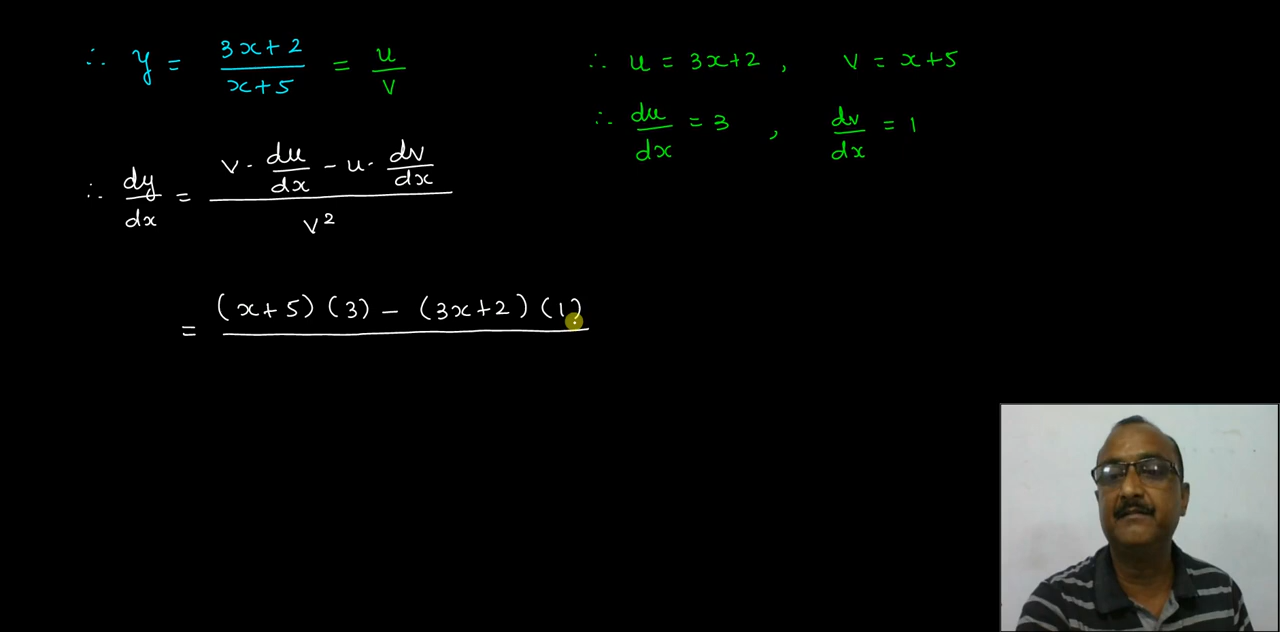 ∴ y = (3x+2)/(x+5) = u/v
∴ u = 3x+2 , v = x+5
∴ du/dx = 3 , dv/dx = 1
∴ dy/dx = (v · du/dx − u · dv/dx)/v²
= (x+5) (3) − (3x+2) (1)